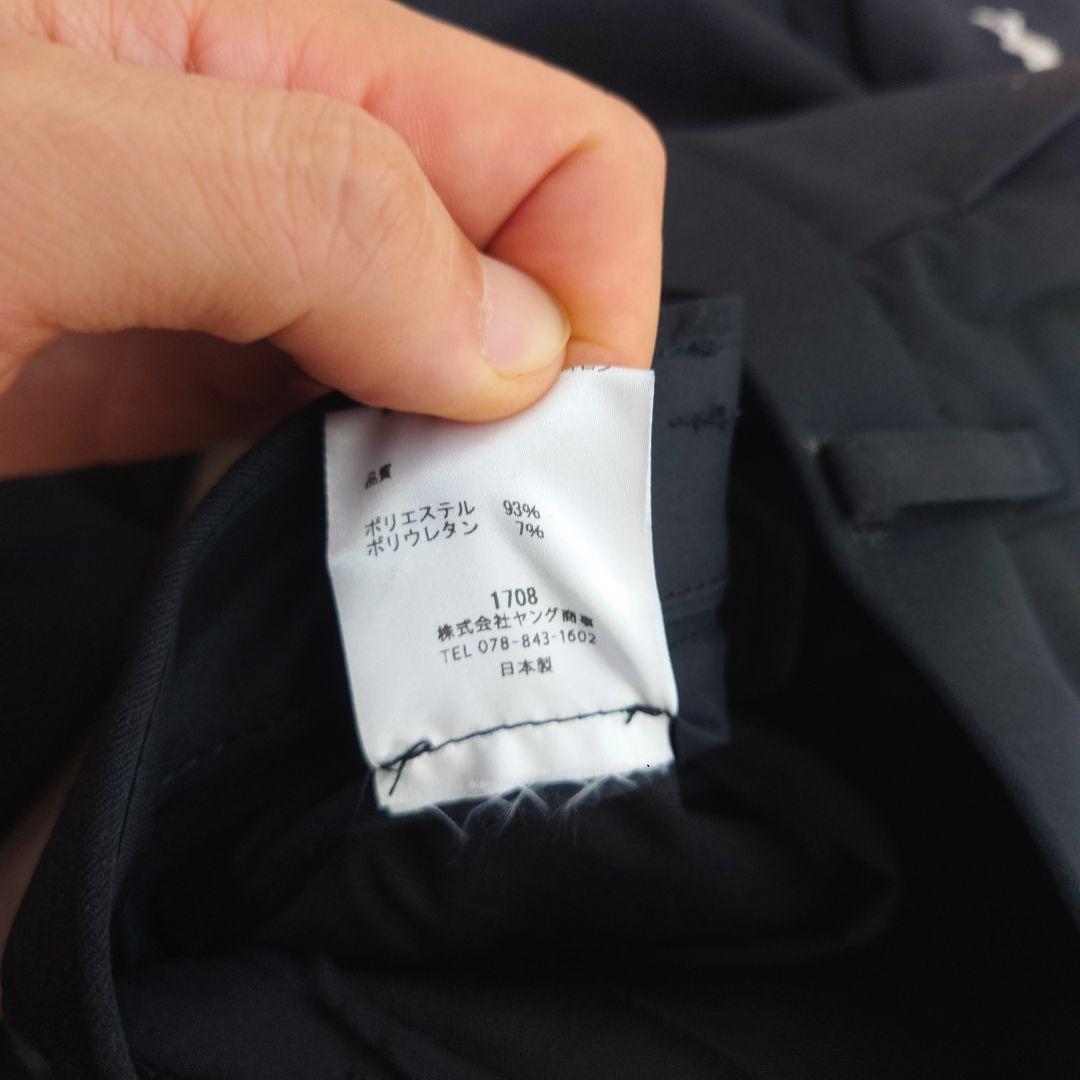 品質
ポリエステル 93%
ポリウレタン 7%
1708
株式会社ヤング商事
TEL 078-843-1602
日本製